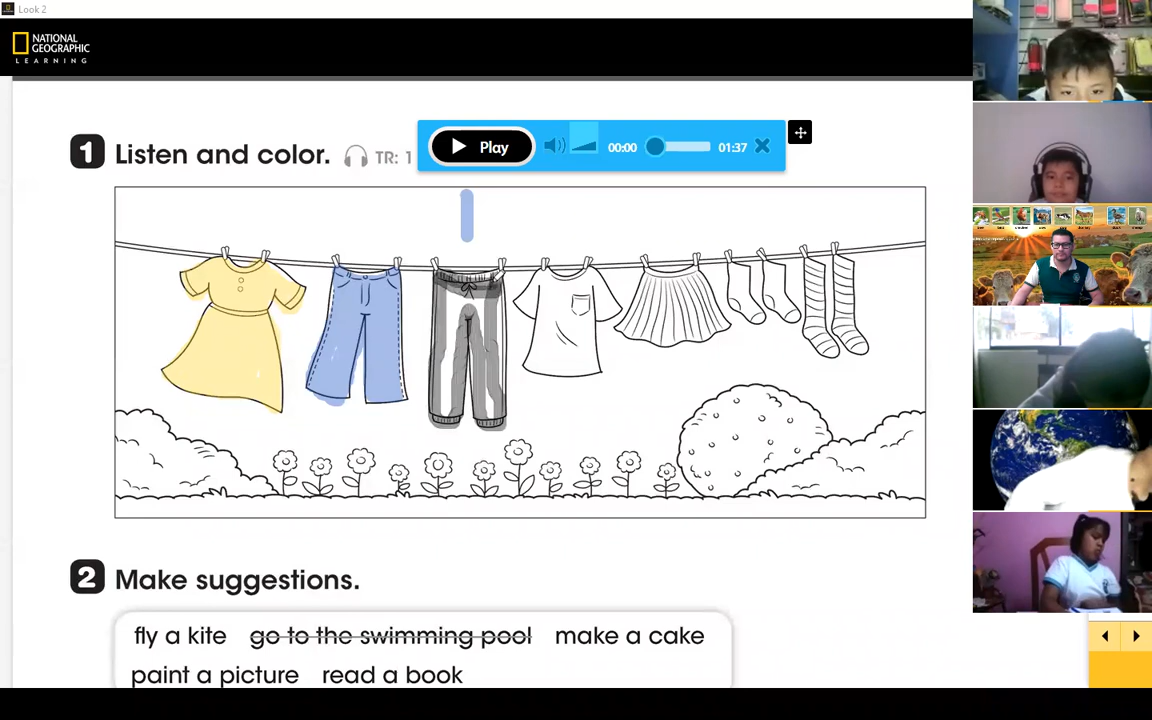 Look 2
NATIONAL
GEOGRAPHIC
LEARNING
1 Listen and color. TR: 1
Play 00:00 01:37
2 Make suggestions.
fly a kite go to the swimming pool make a cake
paint a picture read a book